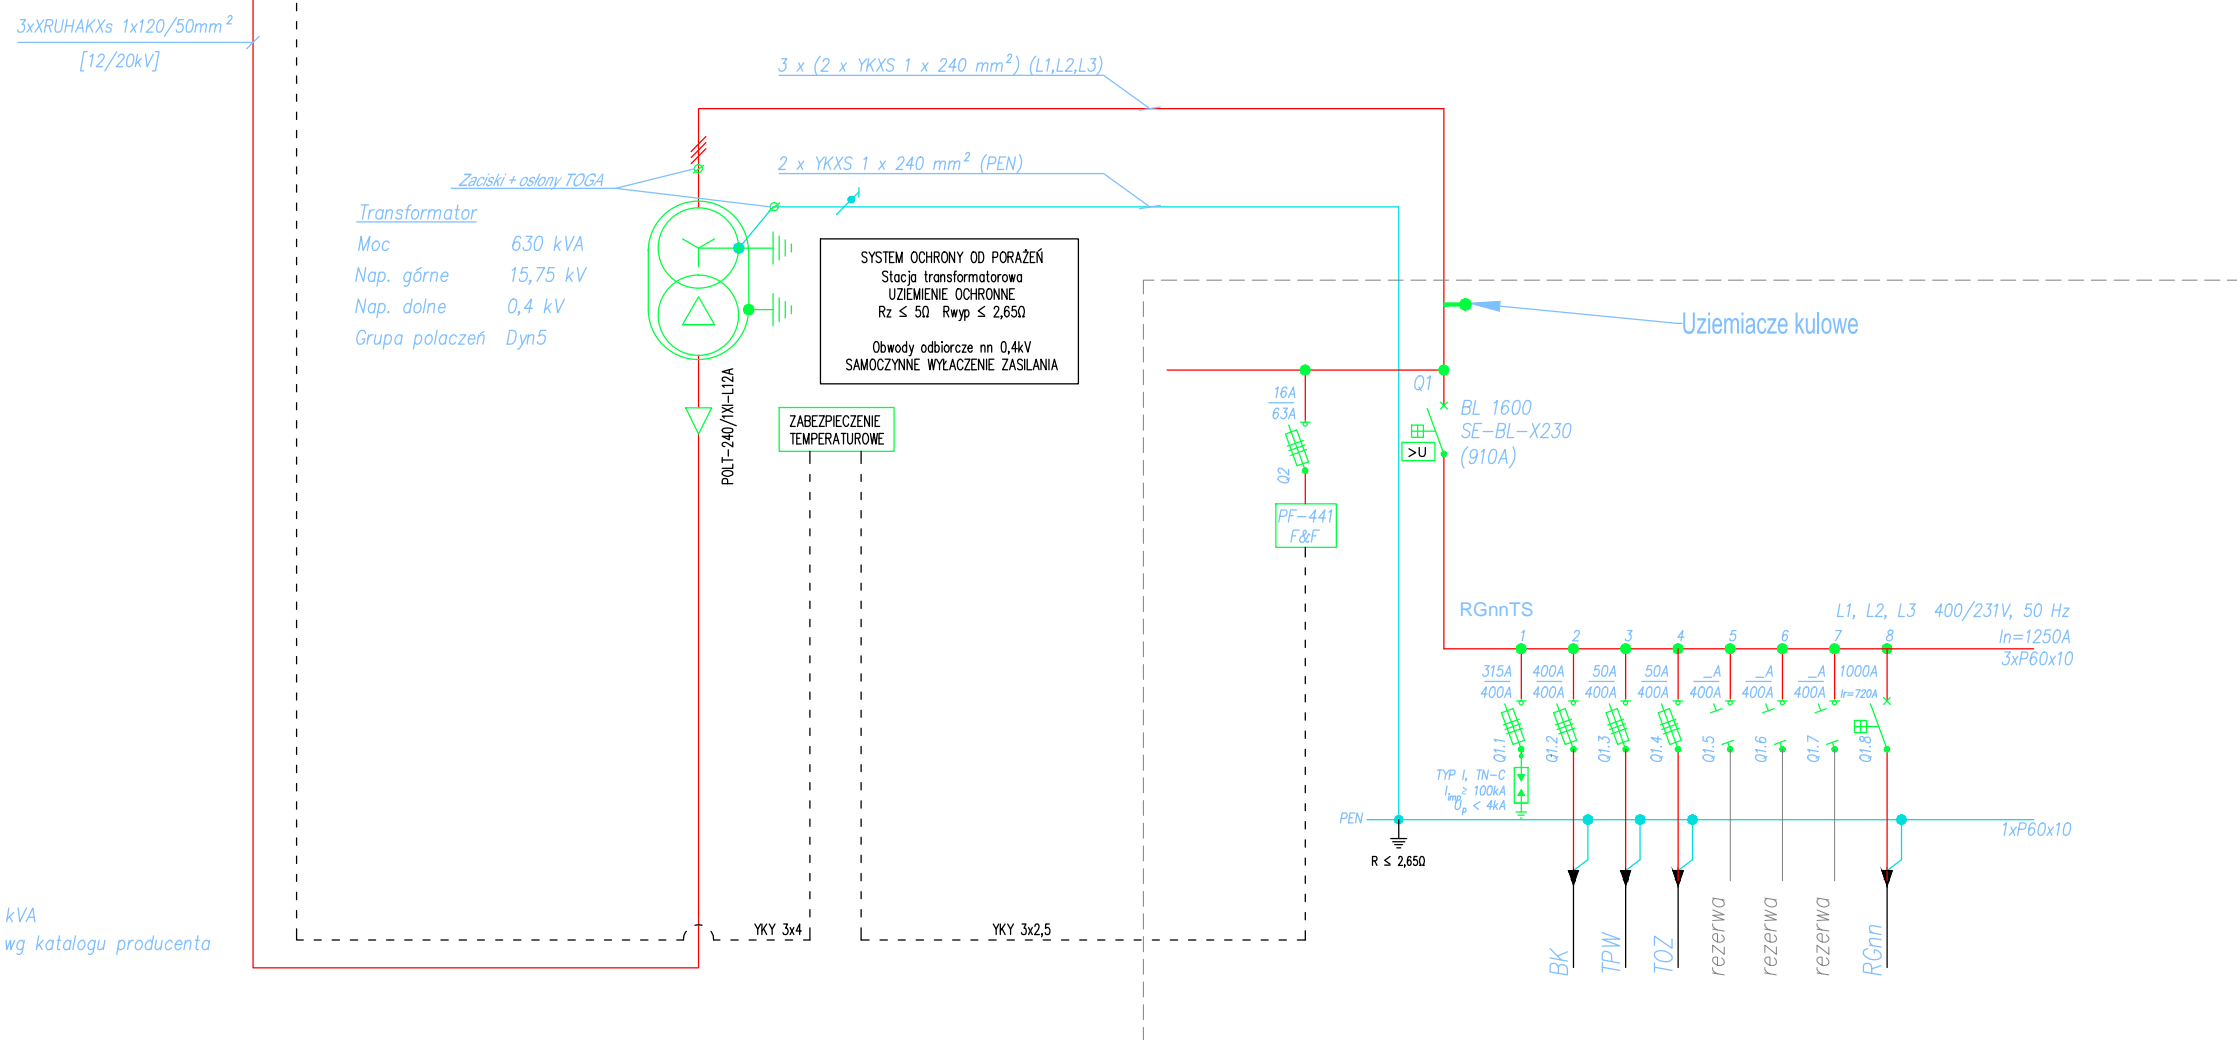 3xXRUHAKXs 1x120/50mm²
[12/20kV]
3 x (2 x YKXS 1 x 240 mm²) (L1,L2,L3)
2 x YKXS 1 x 240 mm² (PEN)
Zaciski + osłony TOGA
Transformator
Moc 630 kVA
Nap. górne 15,75 kV
Nap. dolne 0,4 kV
Grupa polaczeń Dyn5
SYSTEM OCHRONY OD PORAŻEŃ
Stacja transformatorowa
UZIEMIENIE OCHRONNE
Rz ≤ 5Ω Rwyp ≤ 2,65Ω
Obwody odbiorcze nn 0,4kV
SAMOCZYNNE WYŁACZENIE ZASILANIA
POLT-240/1XI-L12A
ZABEZPIECZENIE
TEMPERATUROWE
Uziemiacze kulowe
16A
63A
Q2
PF-441
F&F
Q1
BL 1600
SE-BL-X230
(910A)
>U
RGnnTS
L1, L2, L3 400/231V, 50 Hz
In=1250A
3xP60x10
1 2 3 4 5 6 7 8
315A 400A 50A 50A _A _A _A 1000A
400A 400A 400A 400A 400A 400A 400A Ir=720A
Q1.1 Q1.2 Q1.3 Q1.4 Q1.5 Q1.6 Q1.7 Q1.8
TYP I, TN-C
Iimp≥ 100kA
Up < 4kA
PEN
1xP60x10
R ≤ 2,65Ω
kVA
wg katalogu producenta
YKY 3x4
YKY 3x2,5
BK TPW TOZ rezerwa rezerwa rezerwa RGnn